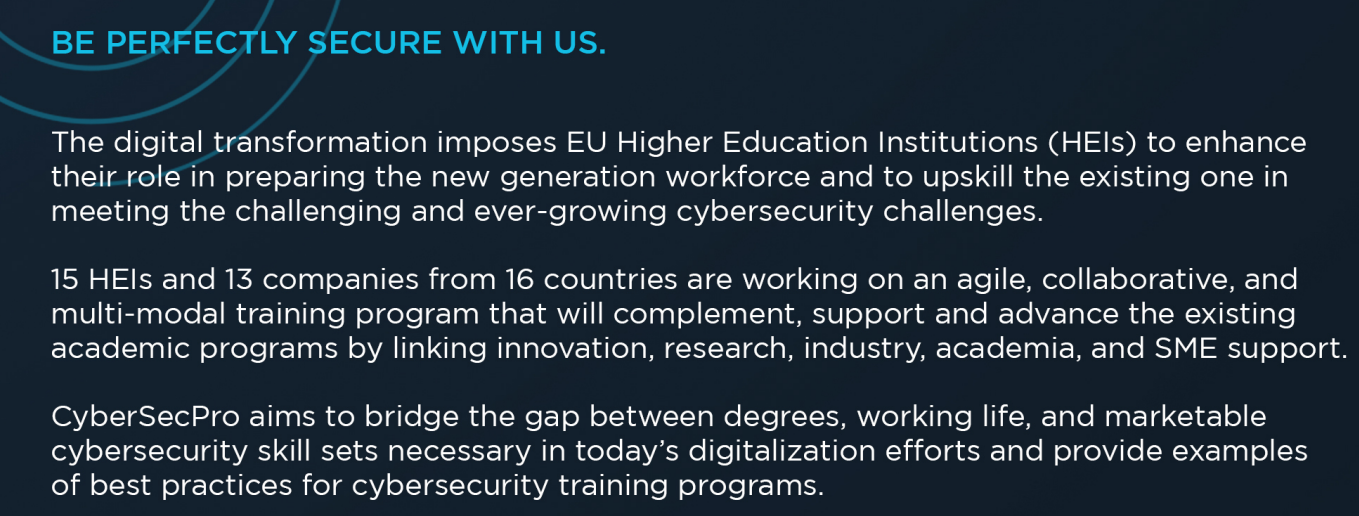 BE PERFECTLY SECURE WITH US.
The digital transformation imposes EU Higher Education Institutions (HEIs) to enhance
their role in preparing the new generation workforce and to upskill the existing one in
meeting the challenging and ever-growing cybersecurity challenges.
15 HEIs and 13 companies from 16 countries are working on an agile, collaborative, and
multi-modal training program that will complement, support and advance the existing
academic programs by linking innovation, research, industry, academia, and SME support.
CyberSecPro aims to bridge the gap between degrees, working life, and marketable
cybersecurity skill sets necessary in today’s digitalization efforts and provide examples
of best practices for cybersecurity training programs.